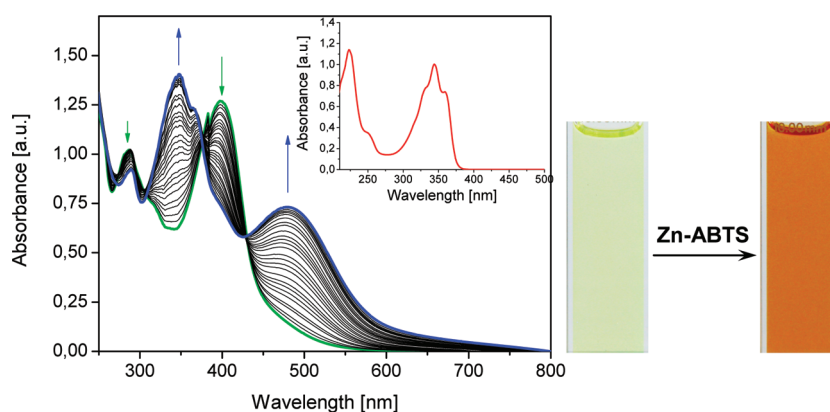 1,50
1,25
1,00
0,75
0,50
0,25
0,00
Absorbance [a.u.]
300 400 500 600 700 800
Wavelength [nm]
1,4
1,2
1,0
0,8
0,6
0,4
0,2
0,0
Absorbance [a.u.]
250 300 350 400 450 500
Wavelength [nm]
Zn-ABTS